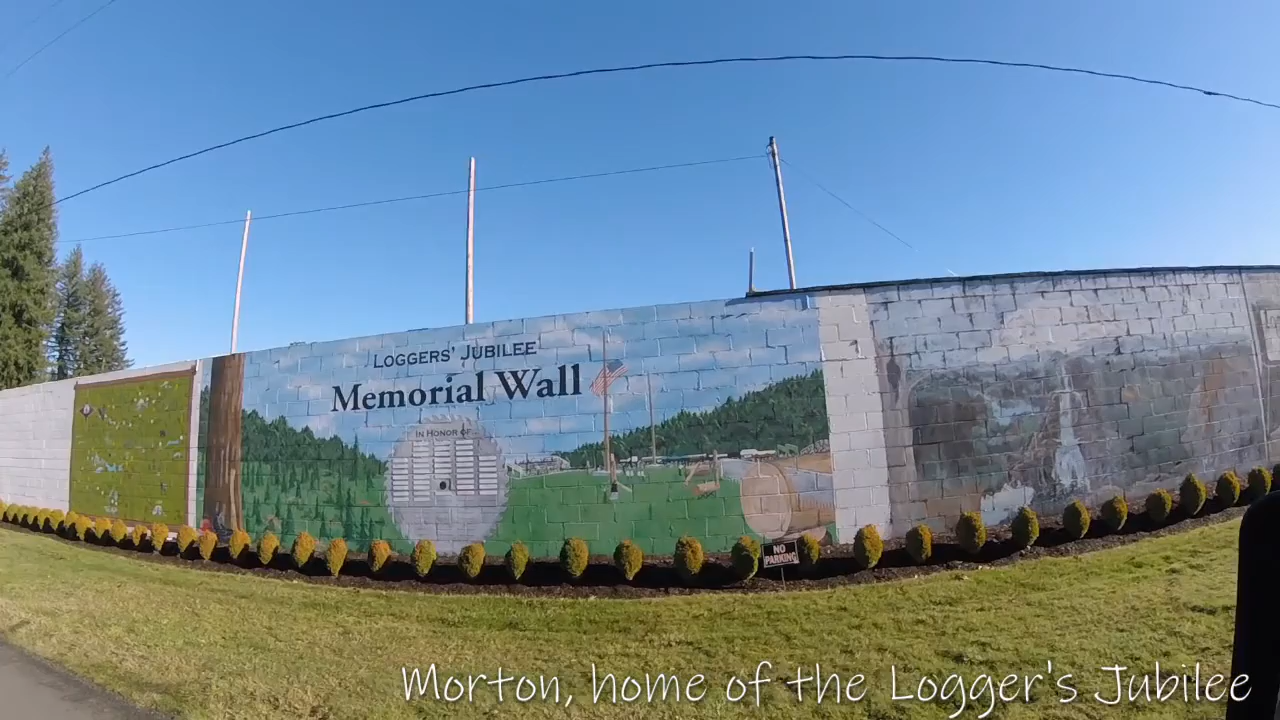 LOGGERS' JUBILEE
Memorial Wall
IN HONOR OF
NO
PARKING
Morton, home of the Logger's Jubilee